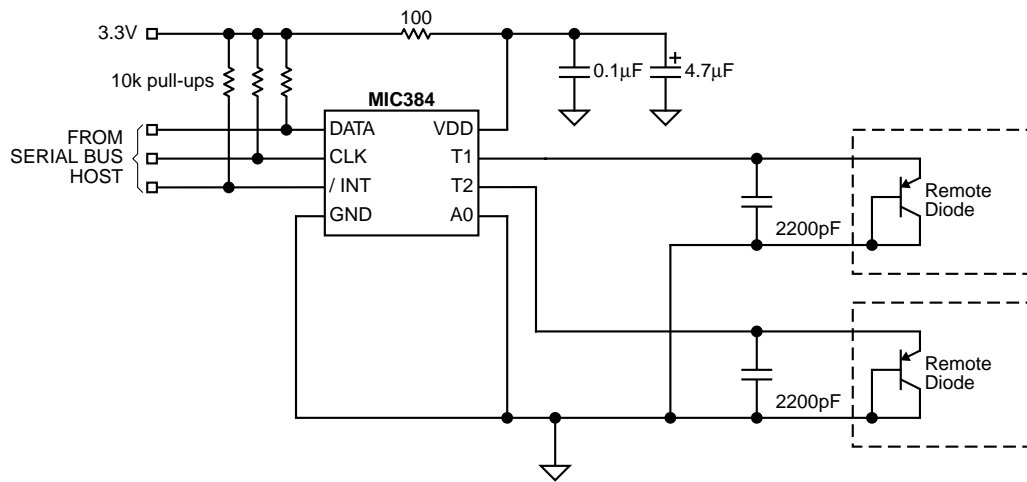 100
3.3V
0.1µF
+
4.7µF
10k pull-ups
MIC384
FROM
SERIAL BUS
HOST
DATA
CLK
/ INT
GND
VDD
T1
T2
A0
2200pF
Remote
Diode
2200pF
Remote
Diode